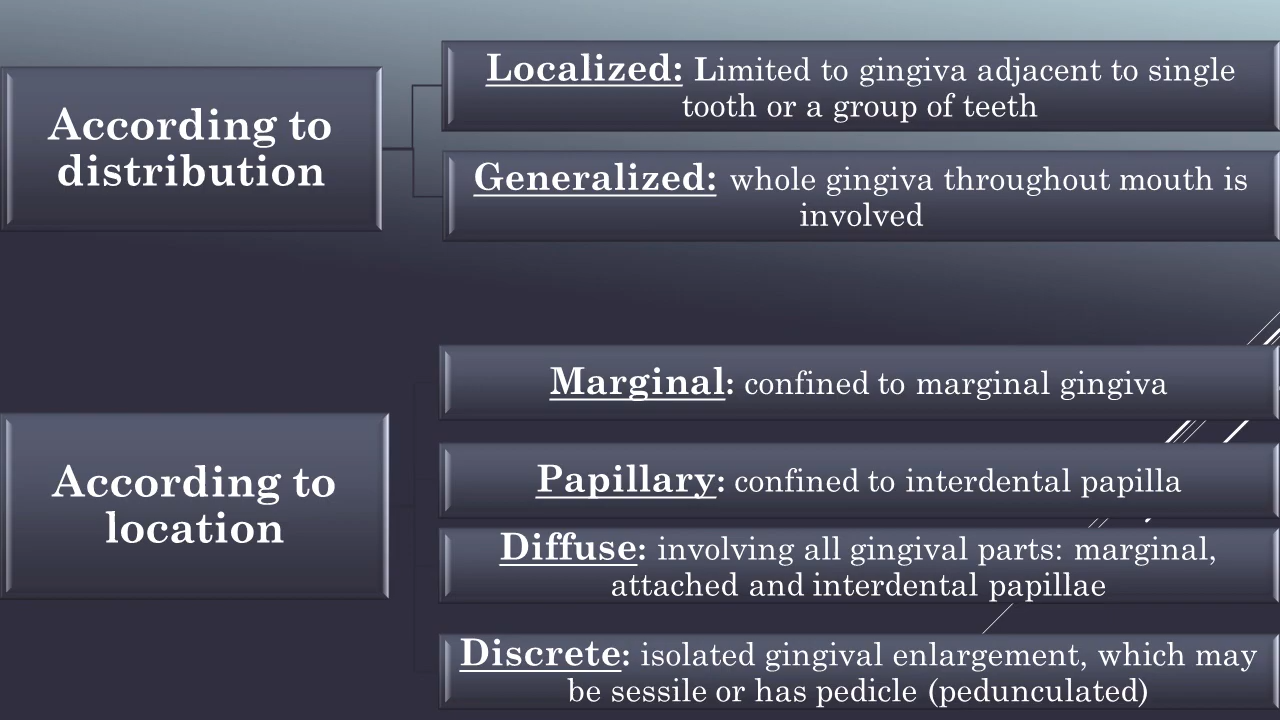 According to
distribution
Localized: Limited to gingiva adjacent to single
tooth or a group of teeth
Generalized: whole gingiva throughout mouth is
involved
According to
location
Marginal: confined to marginal gingiva
Papillary: confined to interdental papilla
Diffuse: involving all gingival parts: marginal,
attached and interdental papillae
Discrete: isolated gingival enlargement, which may
be sessile or has pedicle (pedunculated)